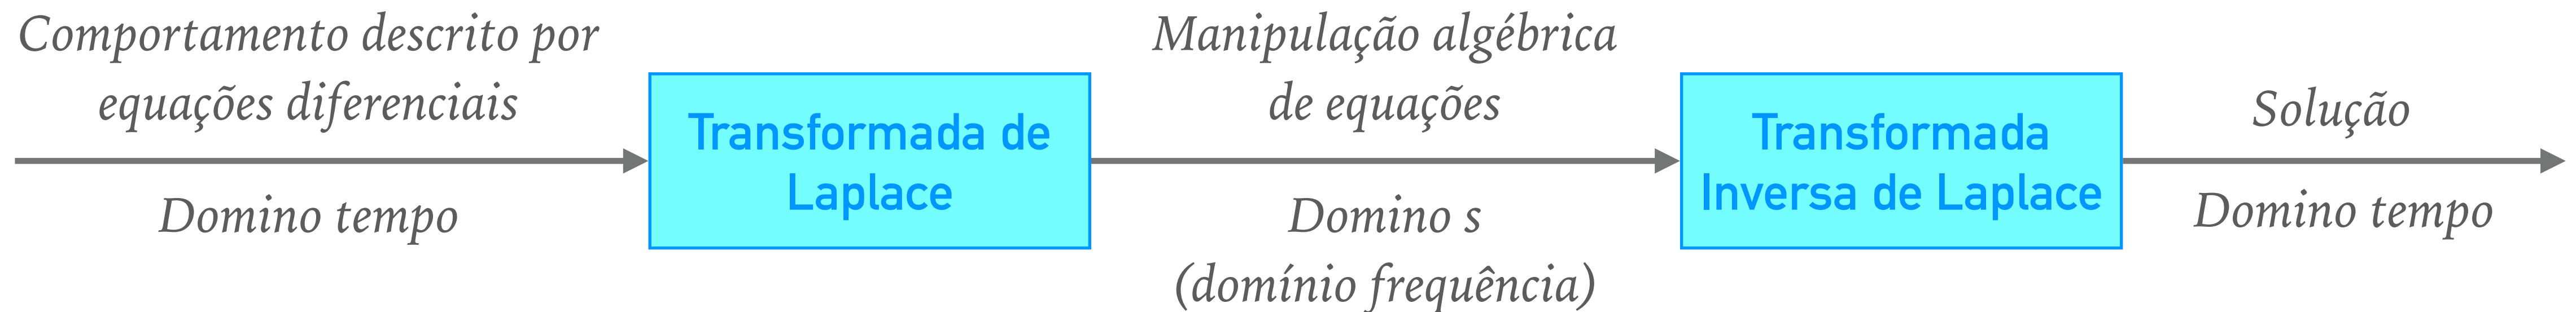 Comportamento descrito por
equações diferenciais
Domino tempo
Transformada de
Laplace
Manipulação algébrica
de equações
Domino s
(domínio frequência)
Transformada
Inversa de Laplace
Solução
Domino tempo